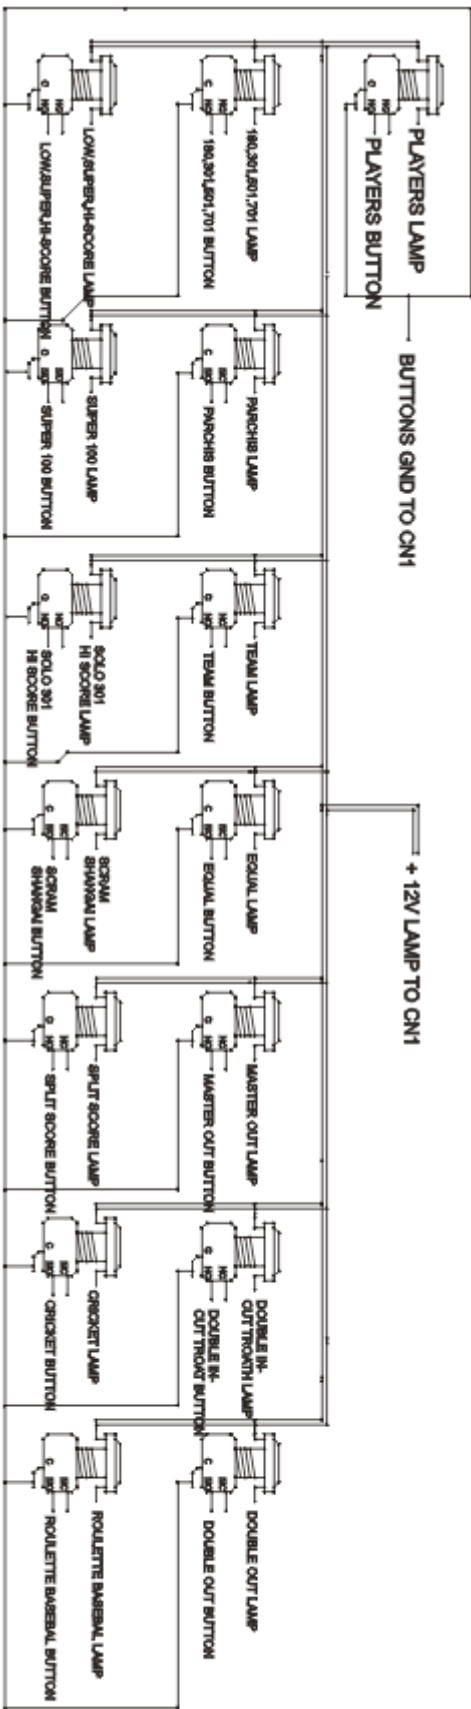 BUTTONS GND TO CN1
+ 12V LAMP TO CN1
PLAYERS LAMP
PLAYERS BUTTON
180,301,501,701 LAMP
180,301,501,701 BUTTON
PARCHIS LAMP
PARCHIS BUTTON
TEAM LAMP
TEAM BUTTON
EQUAL LAMP
EQUAL BUTTON
MASTER OUT LAMP
MASTER OUT BUTTON
DOUBLE IN-
CUT TROATH LAMP
DOUBLE IN-
CUT TROAT BUTTON
DOUBLE OUT LAMP
DOUBLE OUT BUTTON
LOW,SUPER,HI-SCORE LAMP
LOW,SUPER,HI-SCORE BUTTON
SUPER 100 LAMP
SUPER 100 BUTTON
SOLO 301
HI SCORE LAMP
SOLO 301
HI SCORE BUTTON
SCRAM
SHANGAI LAMP
SCRAM
SHANGAI BUTTON
SPLIT SCORE LAMP
SPLIT SCORE BUTTON
CRICKET LAMP
CRICKET BUTTON
ROULETTE BASEBAL LAMP
ROULETTE BASEBAL BUTTON